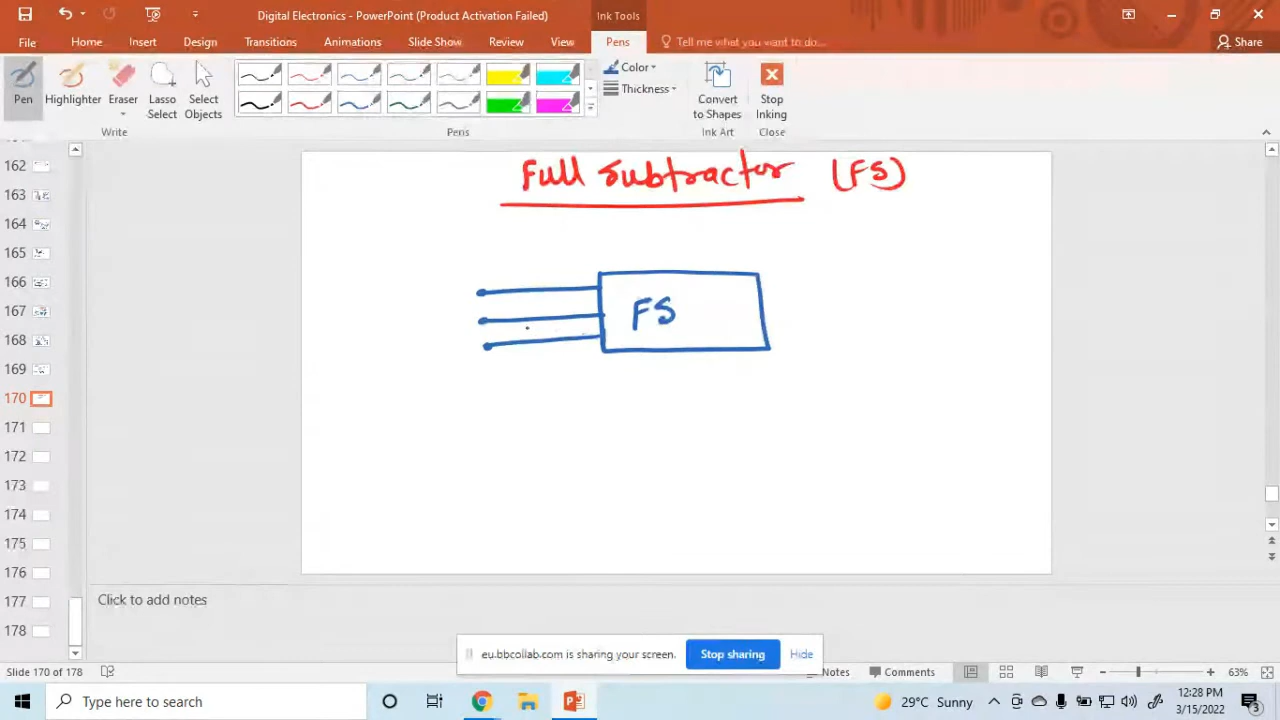 Digital Electronics - PowerPoint (Product Activation Failed)
Ink Tools
File Home Insert Design Transitions Animations Slide Show Review View Pens Tell me what you want to do... Share
Pen Highlighter Eraser Lasso Select Select Objects
Color
Thickness
Convert to Shapes
Stop Inking
Write Pens Ink Art Close
162
163
164
165
166
167
168
169
170
171
172
173
174
175
176
177
178
Full Subtractor (FS)
FS
Click to add notes
eu.bbcollab.com is sharing your screen. Stop sharing Hide
Slide 170 of 178 Notes Comments 63%
Type here to search 29°C Sunny 12:28 PM
3/15/2022 3